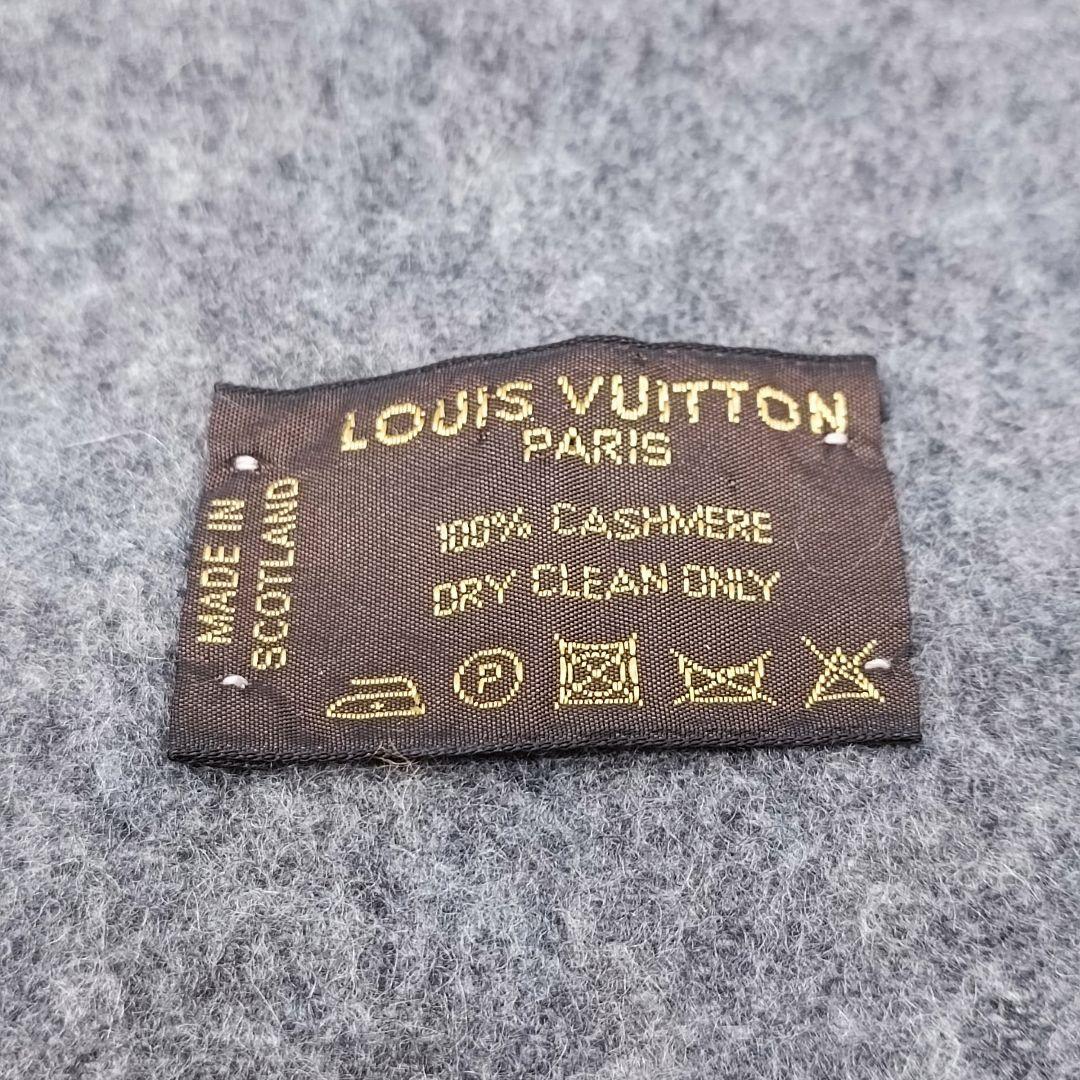 LOUIS VUITTON
PARIS
100% CASHMERE
DRY CLEAN ONLY
P
MADE IN
SCOTLAND